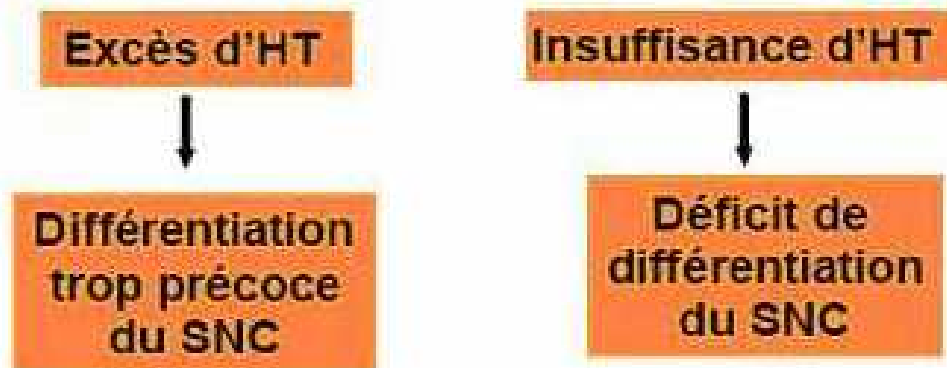 Excès d'HT
Insuffisance d'HT
Différentiation
trop précoce
du SNC
Déficit de
différentiation
du SNC